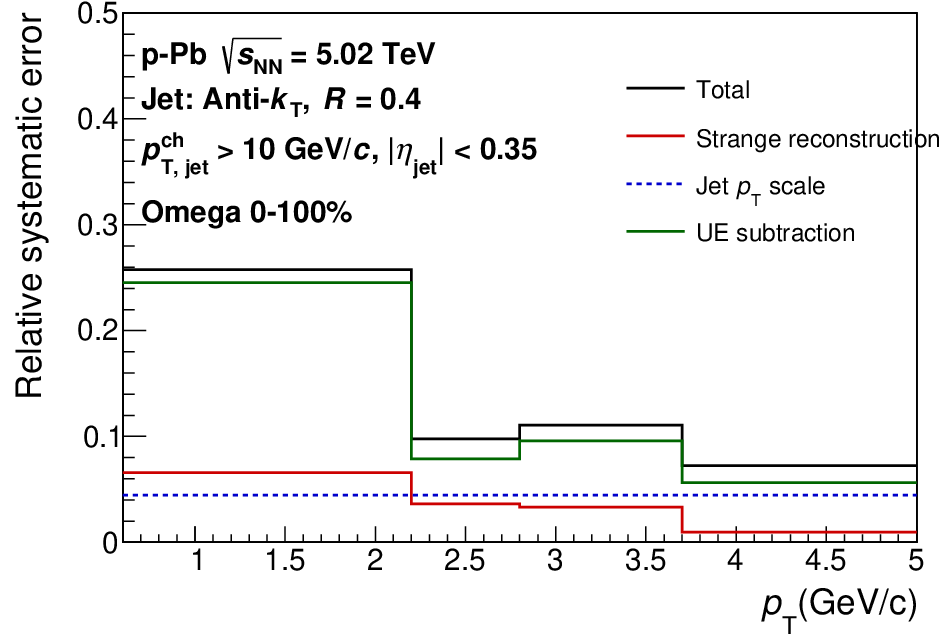 Relative systematic error
0.5
0.4
0.3
0.2
0.1
0
p-Pb √sNN = 5.02 TeV
Jet: Anti-kT, R = 0.4
p ch T, jet > 10 GeV/c, |ηjet| < 0.35
Omega 0-100%
Total
Strange reconstruction
Jet pT scale
UE subtraction
1 1.5 2 2.5 3 3.5 4 4.5 5
pT(GeV/c)